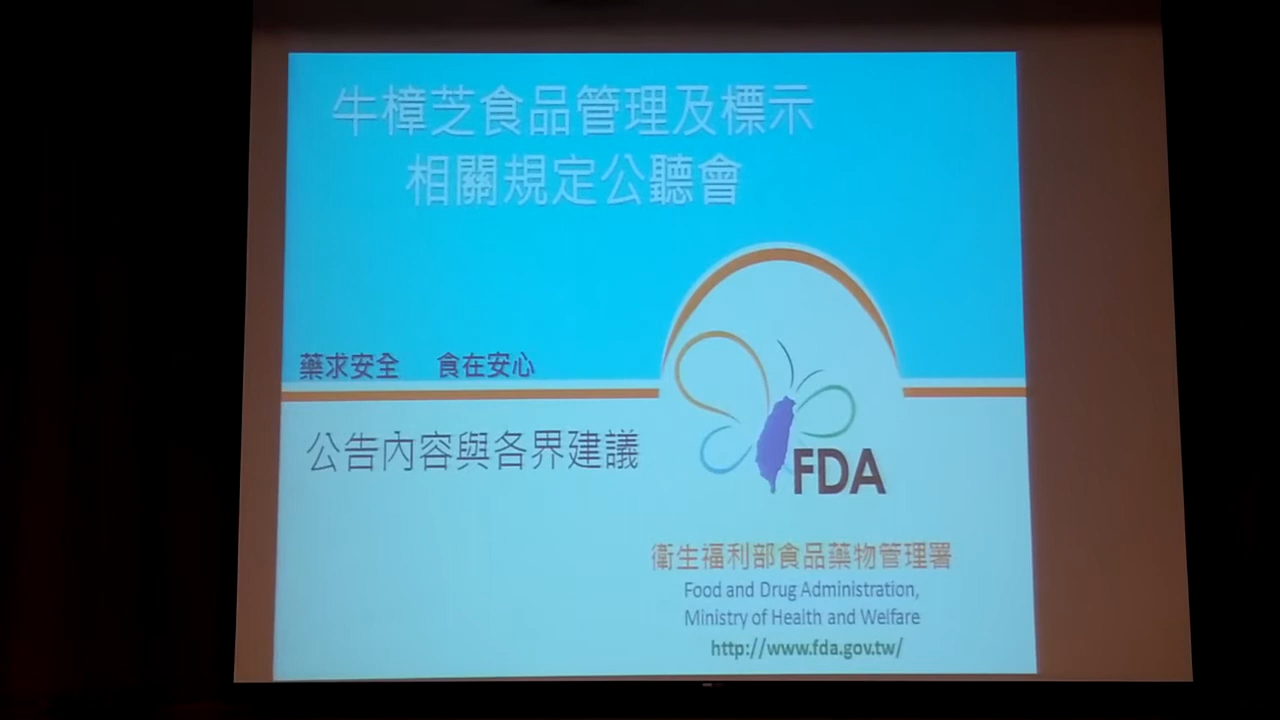 牛樟芝食品管理及標示
相關規定公聽會
藥求安全 食在安心
公告內容與各界建議
FDA
衛生福利部食品藥物管理署
Food and Drug Administration,
Ministry of Health and Welfare
http://www.fda.gov.tw/